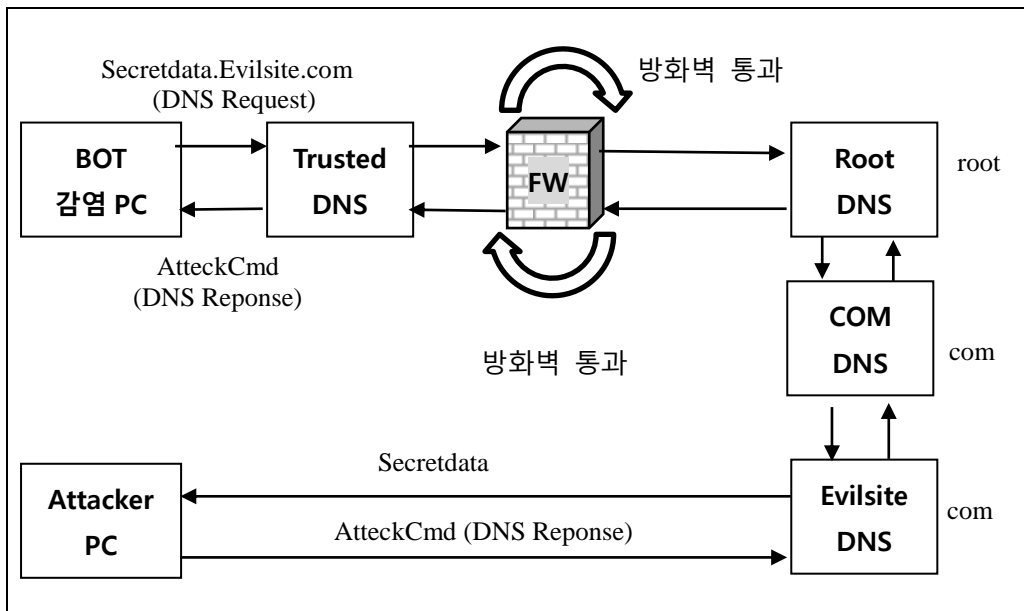 Secretdata.Evilsite.com
(DNS Request)
방화벽 통과
BOT
감염 PC
Trusted
DNS
FW
Root
DNS
root
AtteckCmd
(DNS Reponse)
방화벽 통과
COM
DNS
com
Secretdata
Attacker
PC
AtteckCmd (DNS Reponse)
Evilsite
DNS
com